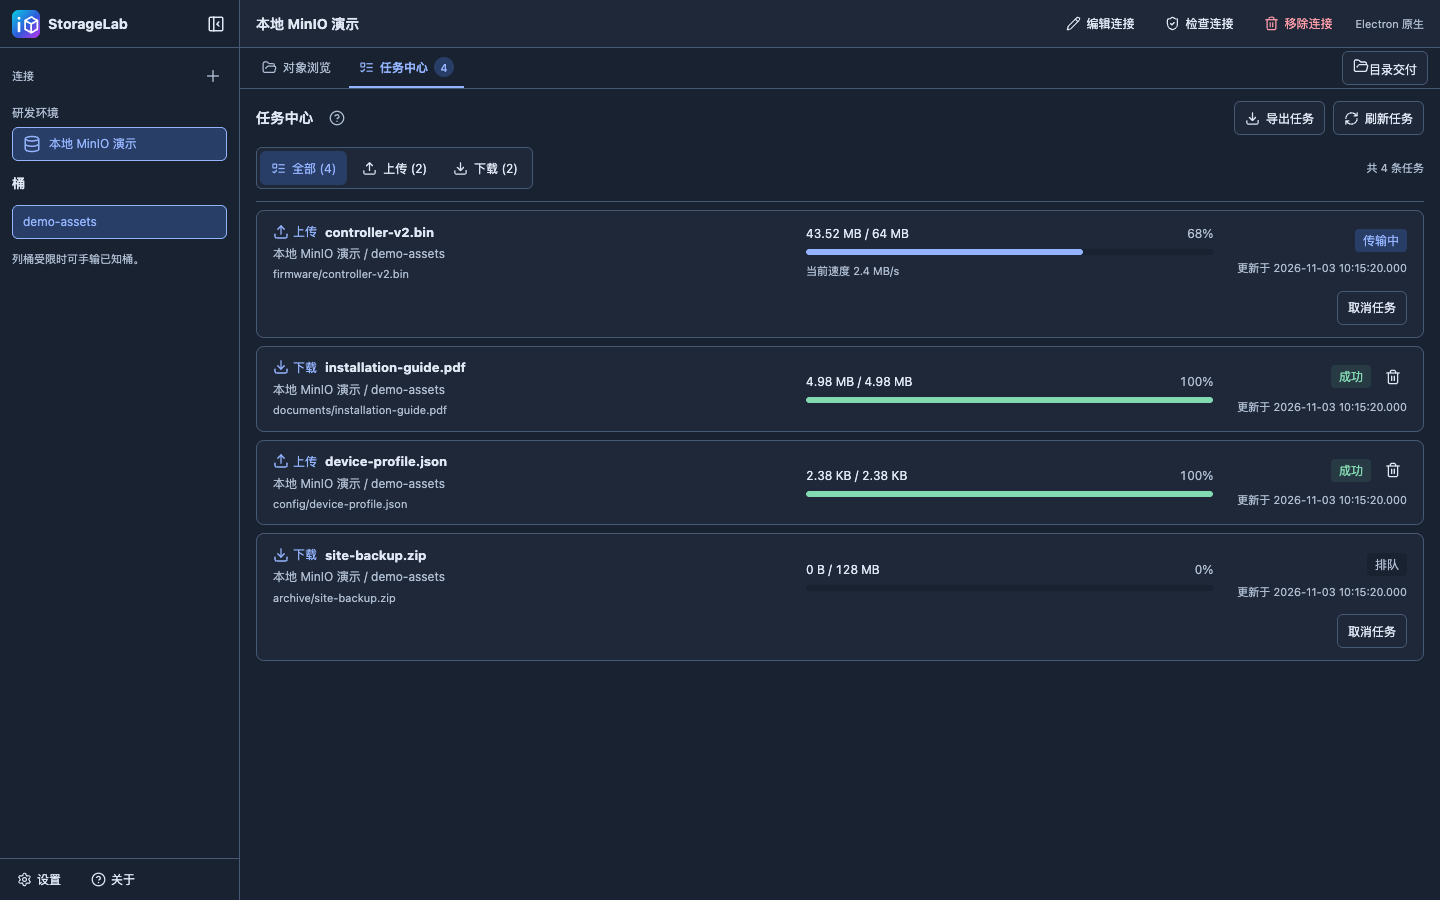 StorageLab
本地 MinIO 演示
编辑连接
检查连接
移除连接
Electron 原生
连接
研发环境
本地 MinIO 演示
桶
demo-assets
列桶受限时可手输已知桶。
设置
关于
对象浏览
任务中心 4
目录交付
任务中心
导出任务
刷新任务
全部 (4)
上传 (2)
下载 (2)
共 4 条任务
上传 controller-v2.bin
本地 MinIO 演示 / demo-assets
firmware/controller-v2.bin
43.52 MB / 64 MB
68%
当前速度 2.4 MB/s
传输中
更新于 2026-11-03 10:15:20.000
取消任务
下载 installation-guide.pdf
本地 MinIO 演示 / demo-assets
documents/installation-guide.pdf
4.98 MB / 4.98 MB
100%
成功
更新于 2026-11-03 10:15:20.000
上传 device-profile.json
本地 MinIO 演示 / demo-assets
config/device-profile.json
2.38 KB / 2.38 KB
100%
成功
更新于 2026-11-03 10:15:20.000
下载 site-backup.zip
本地 MinIO 演示 / demo-assets
archive/site-backup.zip
0 B / 128 MB
0%
排队
更新于 2026-11-03 10:15:20.000
取消任务